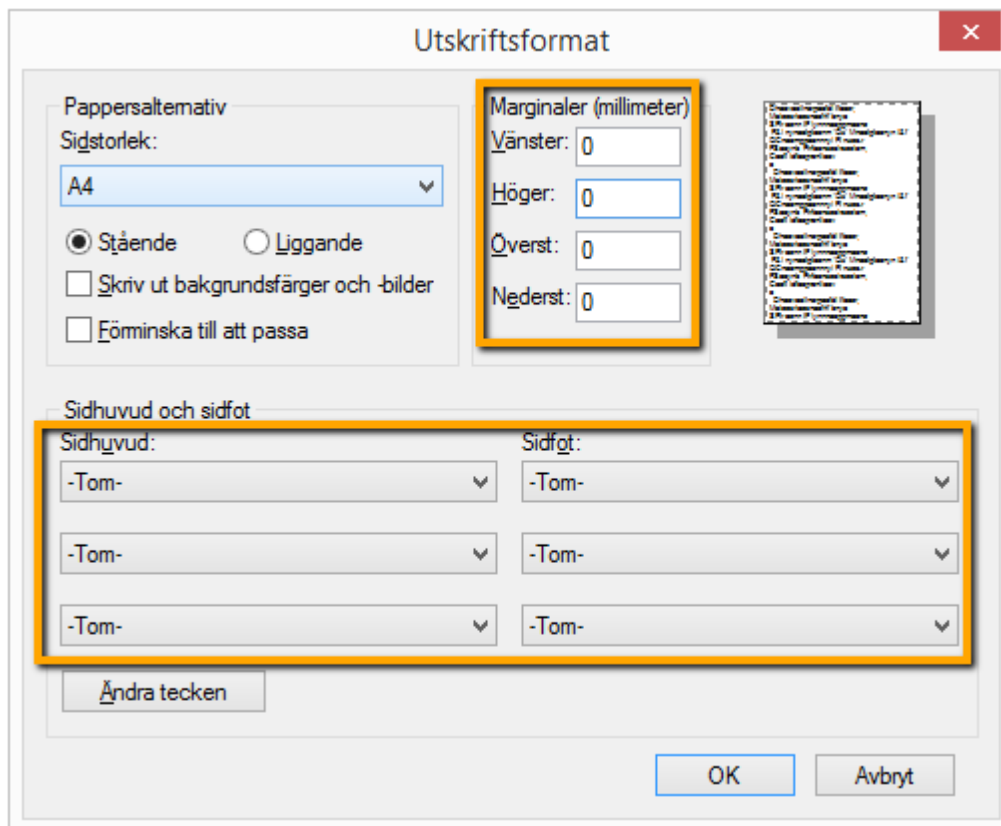 Utskriftsformat
Pappersalternativ
Sidstorlek:
A4
Stående
Liggande
Skriv ut bakgrundsfärger och -bilder
Förminska till att passa
Marginaler (millimeter)
Vänster: 0
Höger: 0
Överst: 0
Nederst: 0
Sidhuvud och sidfot
Sidhuvud: Sidfot:
-Tom- -Tom-
-Tom- -Tom-
-Tom- -Tom-
Ändra tecken
OK Avbryt